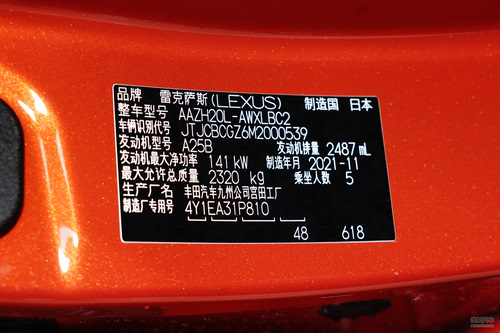 品牌 雷克萨斯(LEXUS) 制造国 日本
整车型号 AAZH20L-AWXLBC2
车辆识别代号 JTJCBCGZ6M2000539
发动机型号 A25B 发动机排量 2487 mL
发动机最大净功率 141 kW 制造年月 2021-11
最大允许总质量 2320 kg 乘坐人数 5
生产厂名 丰田汽车九州公司宫田工厂
制造厂专用号 4Y1EA31P810
48 618